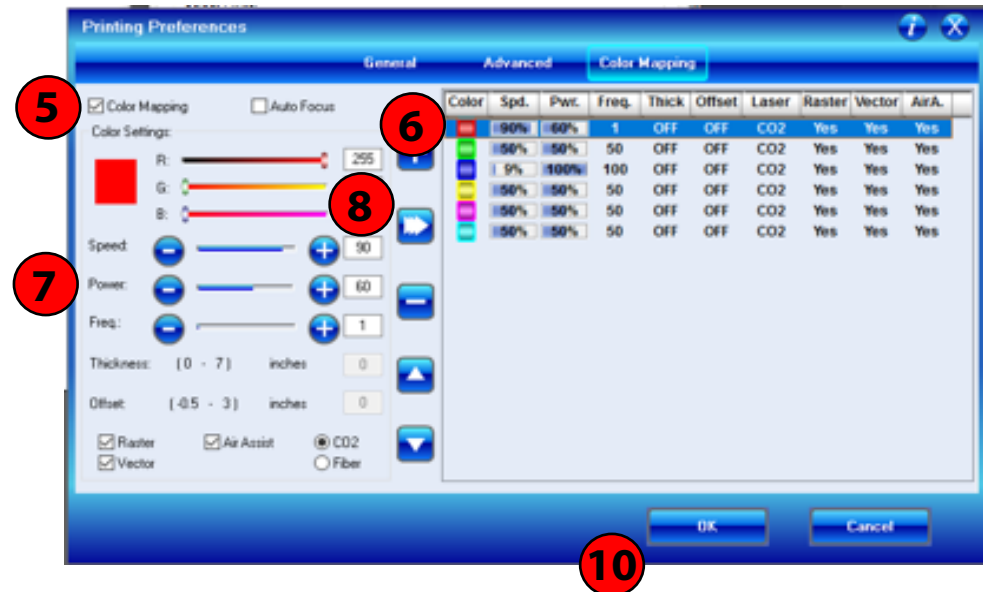 Printing Preferences
General Advanced Color Mapping
5 Color Mapping Auto Focus
Color Settings:
R: 255
G:
B:
8
Speed: 90
7 Power: 60
Freq.: 1
Thickness: (0 - 7) inches 0
Offset: (-0.5 - 3) inches 0
Raster Air Assist CO2
Vector Fiber
6
Color Spd. Pwr. Freq. Thick Offset Laser Raster Vector AirA.
90% 60% 1 OFF OFF CO2 Yes Yes Yes
50% 50% 50 OFF OFF CO2 Yes Yes Yes
9% 100% 100 OFF OFF CO2 Yes Yes Yes
50% 50% 50 OFF OFF CO2 Yes Yes Yes
50% 50% 50 OFF OFF CO2 Yes Yes Yes
50% 50% 50 OFF OFF CO2 Yes Yes Yes
OK Cancel
10